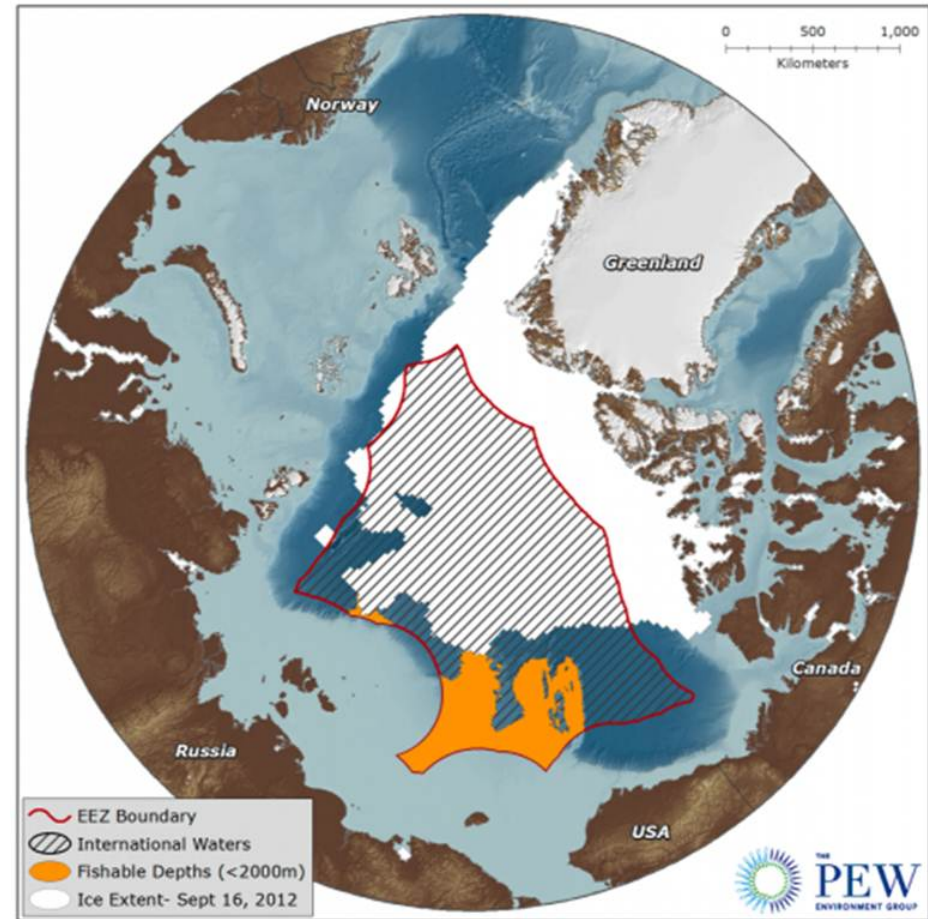 0 500 1,000
Kilometers
Norway
Greenland
Canada
Russia
USA
EEZ Boundary
International Waters
Fishable Depths (<2000m)
Ice Extent- Sept 16, 2012
THE
PEW
ENVIRONMENT GROUP